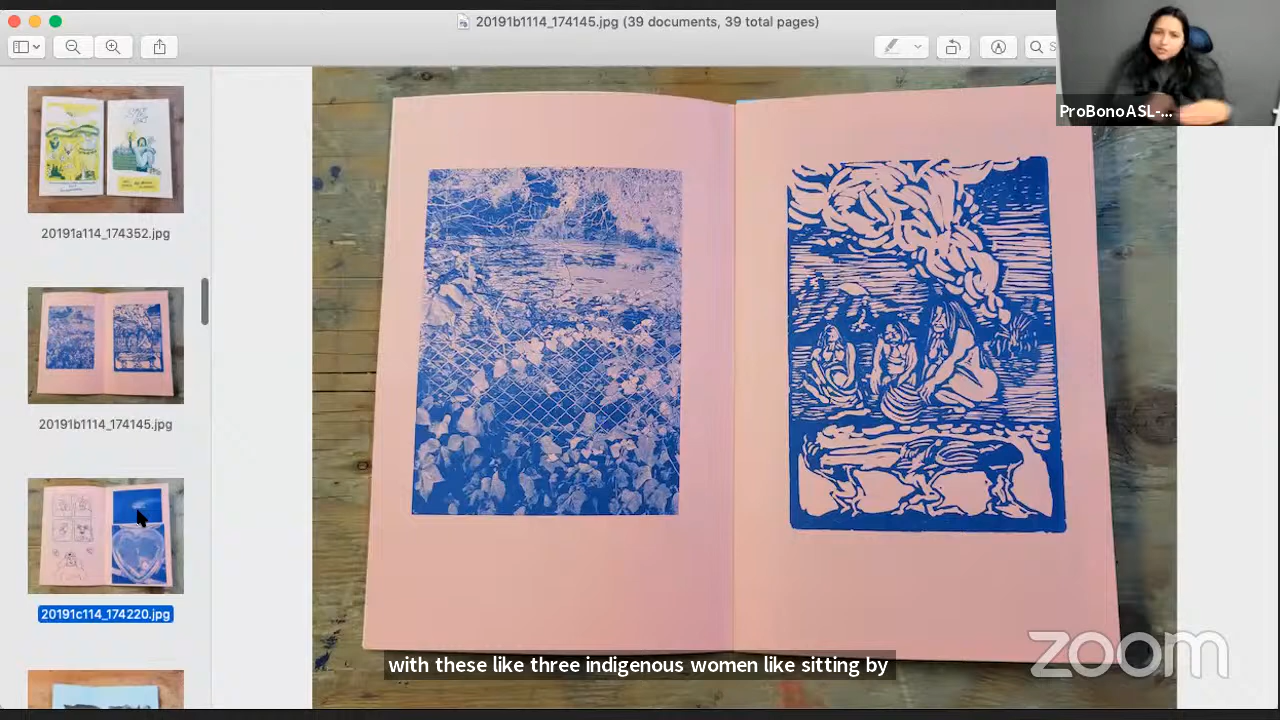 20191b1114_174145.jpg (39 documents, 39 total pages)
ProBonoASL-...
20191a114_174352.jpg
20191b1114_174145.jpg
20191c114_174220.jpg
with these like three indigenous women like sitting by
zoom